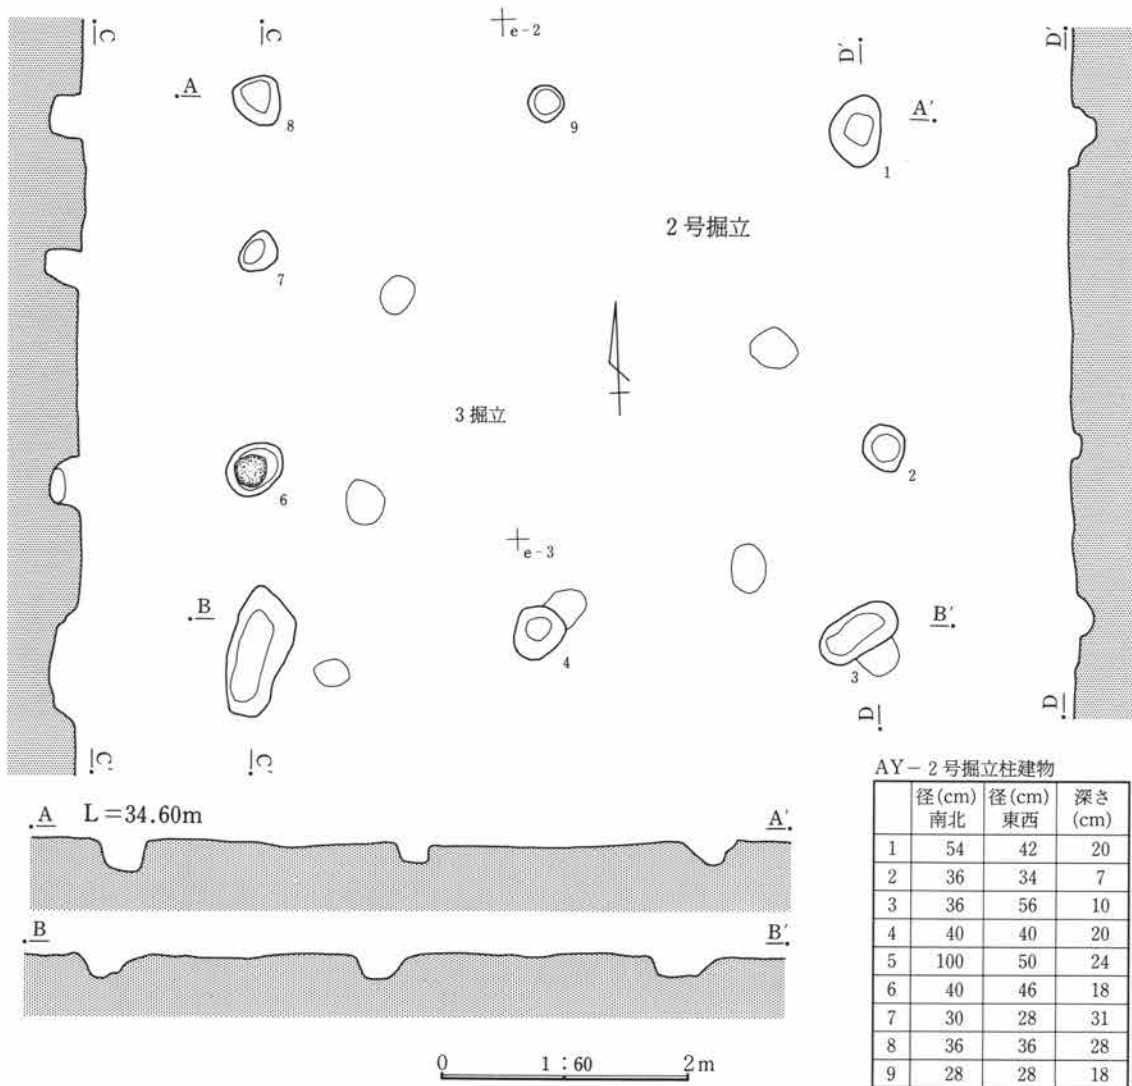 C C e-2 D' D'
A A'
8 9 1
2号掘立
7
3掘立
6 2
e-3
B B'
4 3
D D
C' C'
A L=34.60m A'
B B'
0 1:60 2m
AY-2号掘立柱建物
径(cm) 径(cm) 深さ
南北 東西 (cm)
1 54 42 20
2 36 34 7
3 36 56 10
4 40 40 20
5 100 50 24
6 40 46 18
7 30 28 31
8 36 36 28
9 28 28 18